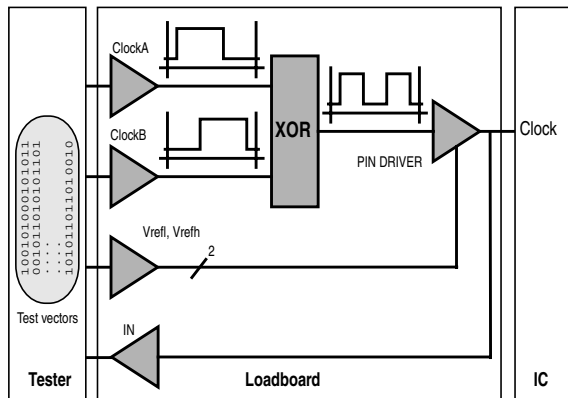 ClockA
ClockB
XOR
PIN DRIVER
Clock
Vrefl, Vrefh
2
Test vectors
IN
Tester
Loadboard
IC